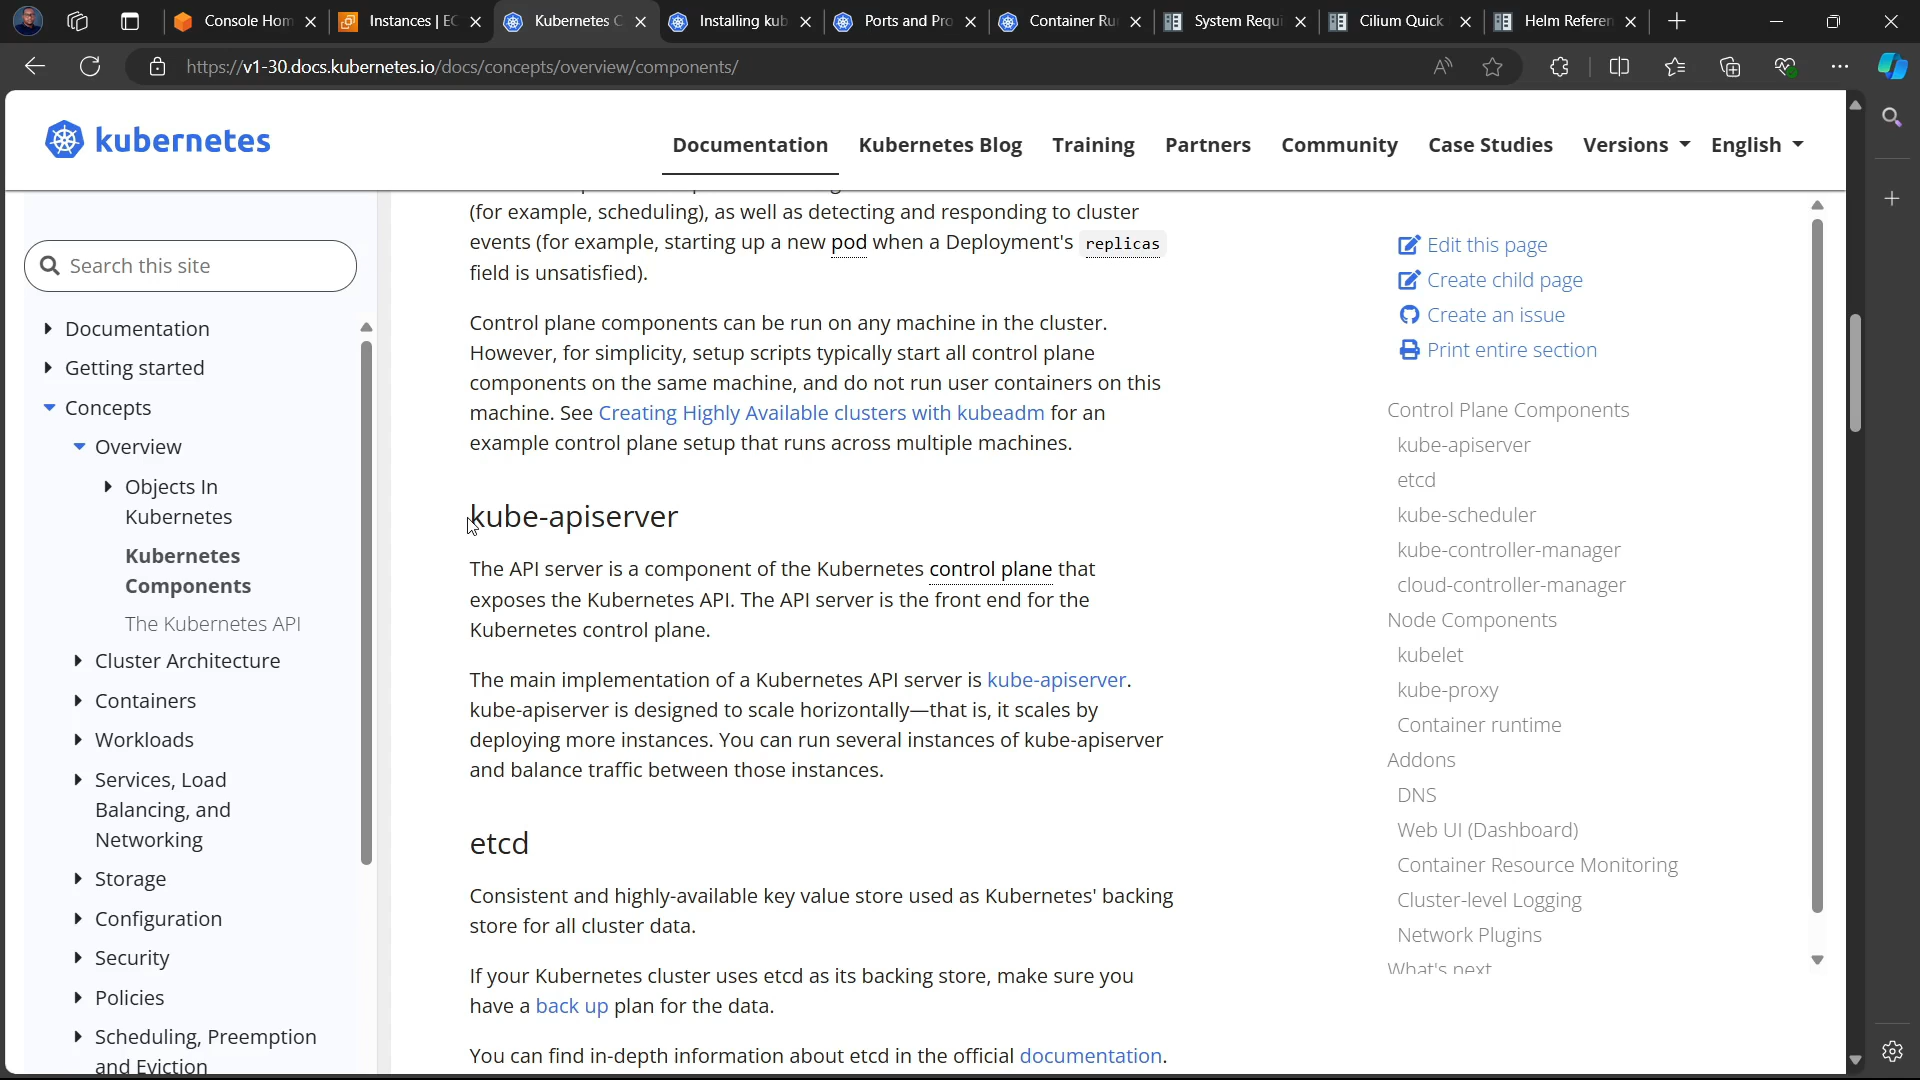 Console Hom
Instances | EC
Kubernetes C
Installing kub
Ports and Pro
Container Ru
System Requi
Cilium Quick
Helm Referen
https://v1-30.docs.kubernetes.io/docs/concepts/overview/components/
kubernetes
Documentation
Kubernetes Blog
Training
Partners
Community
Case Studies
Versions
English
Search this site
Documentation
Getting started
Concepts
Overview
Objects In
Kubernetes
Kubernetes
Components
The Kubernetes API
Cluster Architecture
Containers
Workloads
Services, Load
Balancing, and
Networking
Storage
Configuration
Security
Policies
Scheduling, Preemption
and Eviction
(for example, scheduling), as well as detecting and responding to cluster
events (for example, starting up a new pod when a Deployment's replicas
field is unsatisfied).
Control plane components can be run on any machine in the cluster.
However, for simplicity, setup scripts typically start all control plane
components on the same machine, and do not run user containers on this
machine. See Creating Highly Available clusters with kubeadm for an
example control plane setup that runs across multiple machines.
kube-apiserver
The API server is a component of the Kubernetes control plane that
exposes the Kubernetes API. The API server is the front end for the
Kubernetes control plane.
The main implementation of a Kubernetes API server is kube-apiserver.
kube-apiserver is designed to scale horizontally—that is, it scales by
deploying more instances. You can run several instances of kube-apiserver
and balance traffic between those instances.
etcd
Consistent and highly-available key value store used as Kubernetes' backing
store for all cluster data.
If your Kubernetes cluster uses etcd as its backing store, make sure you
have a back up plan for the data.
You can find in-depth information about etcd in the official documentation.
Edit this page
Create child page
Create an issue
Print entire section
Control Plane Components
kube-apiserver
etcd
kube-scheduler
kube-controller-manager
cloud-controller-manager
Node Components
kubelet
kube-proxy
Container runtime
Addons
DNS
Web UI (Dashboard)
Container Resource Monitoring
Cluster-level Logging
Network Plugins
What's next